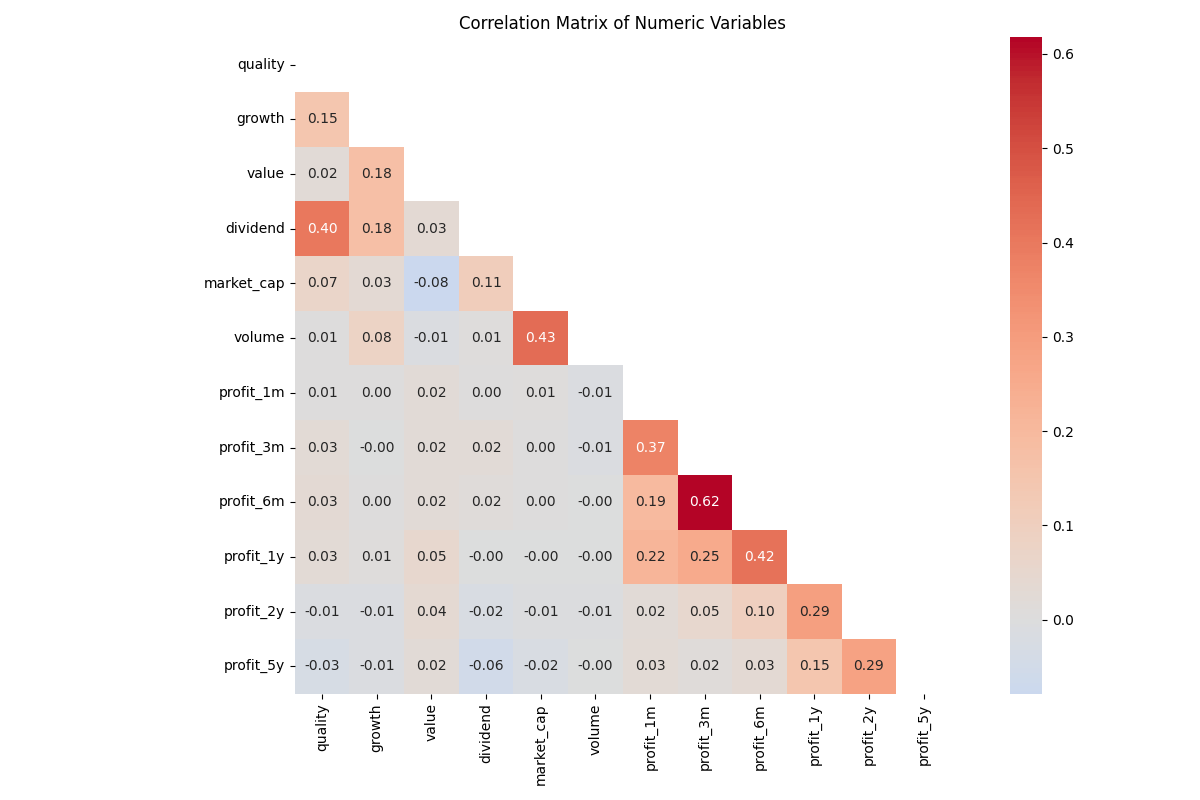 Correlation Matrix of Numeric Variables
quality
growth 0.15
value 0.02 0.18
dividend 0.40 0.18 0.03
market_cap 0.07 0.03 -0.08 0.11
volume 0.01 0.08 -0.01 0.01 0.43
profit_1m 0.01 0.00 0.02 0.00 0.01 -0.01
profit_3m 0.03 -0.00 0.02 0.02 0.00 -0.01 0.37
profit_6m 0.03 0.00 0.02 0.02 0.00 -0.00 0.19 0.62
profit_1y 0.03 0.01 0.05 -0.00 -0.00 -0.00 0.22 0.25 0.42
profit_2y -0.01 -0.01 0.04 -0.02 -0.01 -0.01 0.02 0.05 0.10 0.29
profit_5y -0.03 -0.01 0.02 -0.06 -0.02 -0.00 0.03 0.02 0.03 0.15 0.29
quality
growth
value
dividend
market_cap
volume
profit_1m
profit_3m
profit_6m
profit_1y
profit_2y
profit_5y
0.6
0.5
0.4
0.3
0.2
0.1
0.0